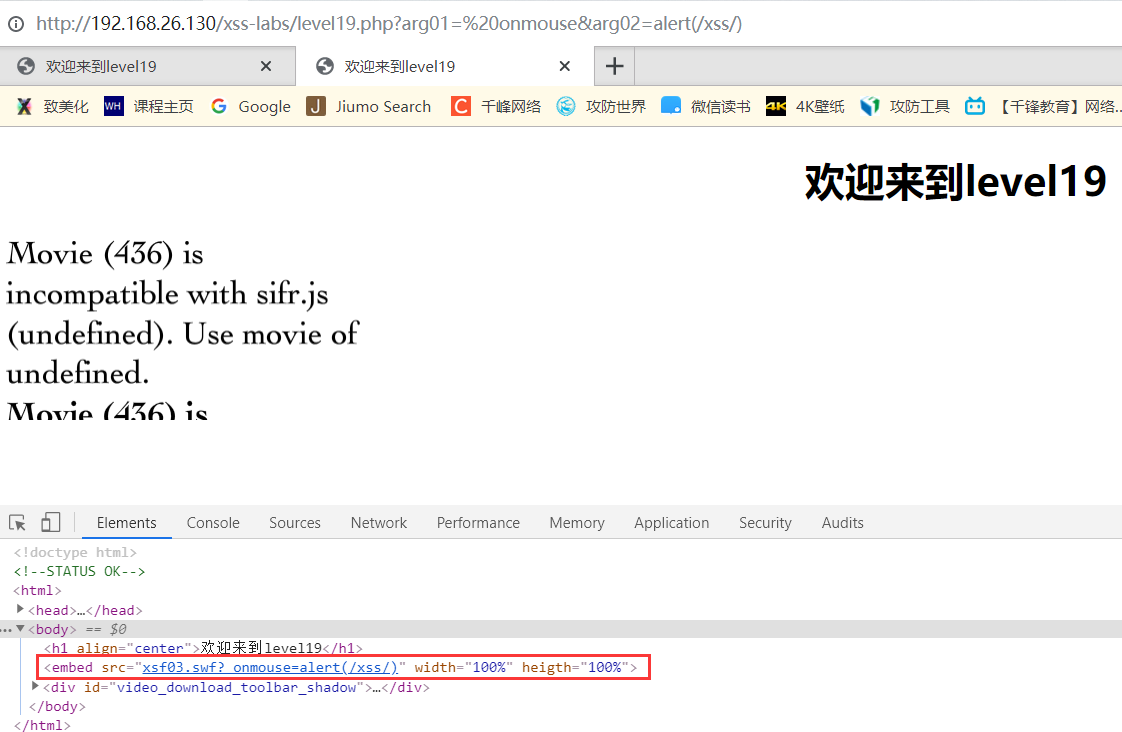 http://192.168.26.130/xss-labs/level19.php?arg01=%20onmouse&arg02=alert(/xss/)
欢迎来到level19 欢迎来到level19
致美化 WH 课程主页 G Google J Jiumo Search C 千峰网络 攻防世界 微信读书 4K 4K壁纸 攻防工具 【千锋教育】网络..
欢迎来到level19
Movie (436) is
incompatible with sifr.js
(undefined). Use movie of
undefined.
Movie (436) is
Elements Console Sources Network Performance Memory Application Security Audits
<!doctype html>
<!--STATUS OK-->
<html>
<head>…</head>
<body> == $0
<h1 align="center">欢迎来到level19</h1>
<embed src="xsf03.swf? onmouse=alert(/xss/)" width="100%" heigth="100%">
<div id="video_download_toolbar_shadow">…</div>
</body>
</html>